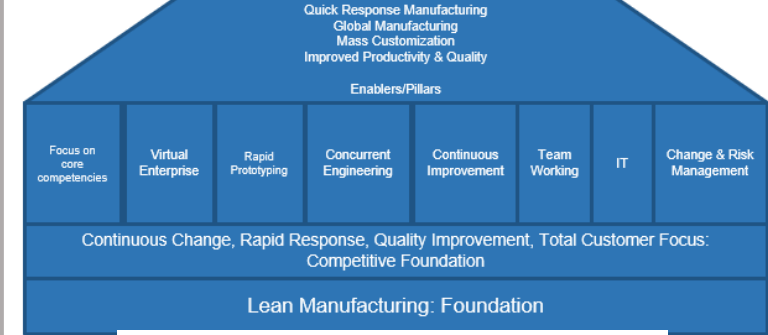 Quick Response Manufacturing
Global Manufacturing
Mass Customization
Improved Productivity & Quality
Enablers/Pillars
Focus on
core
competencies
Virtual
Enterprise
Rapid
Prototyping
Concurrent
Engineering
Continuous
Improvement
Team
Working
IT
Change & Risk
Management
Continuous Change, Rapid Response, Quality Improvement, Total Customer Focus:
Competitive Foundation
Lean Manufacturing: Foundation